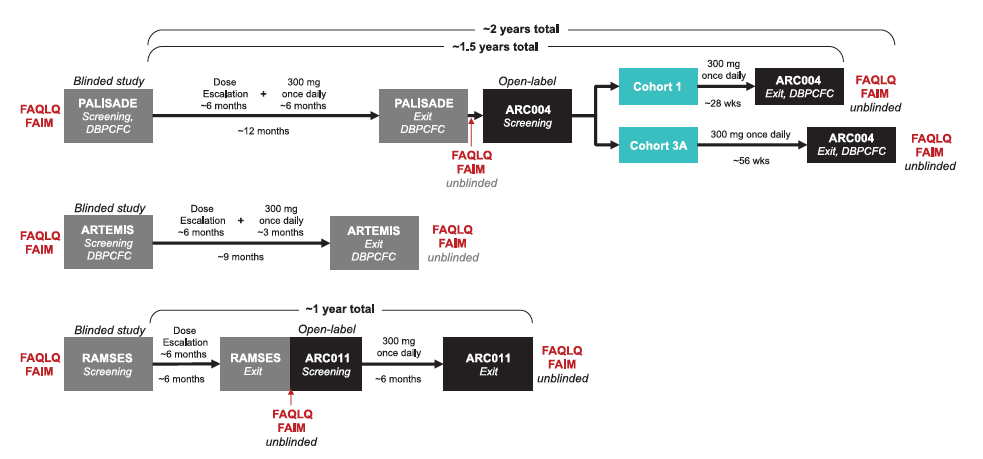 ~2 years total
~1.5 years total
Blinded study
FAQLQ
FAIM
PALISADE
Screening,
DBPCFC
Dose
Escalation
~6 months
+
300 mg
once daily
~6 months
~12 months
PALISADE
Exit
DBPCFC
FAQLQ
FAIM
unblinded
Open-label
ARC004
Screening
Cohort 1
300 mg
once daily
~28 wks
ARC004
Exit, DBPCFC
FAQLQ
FAIM
unblinded
Cohort 3A
300 mg once daily
~56 wks
ARC004
Exit, DBPCFC
FAQLQ
FAIM
unblinded
Blinded study
FAQLQ
FAIM
ARTEMIS
Screening
DBPCFC
Dose
Escalation
~6 months
+
300 mg
once daily
~3 months
~9 months
ARTEMIS
Exit
DBPCFC
FAQLQ
FAIM
unblinded
~1 year total
Blinded study
FAQLQ
FAIM
RAMSES
Screening
Dose
Escalation
~6 months
~6 months
RAMSES
Exit
FAQLQ
FAIM
unblinded
Open-label
ARC011
Screening
300 mg
once daily
~6 months
ARC011
Exit
FAQLQ
FAIM
unblinded